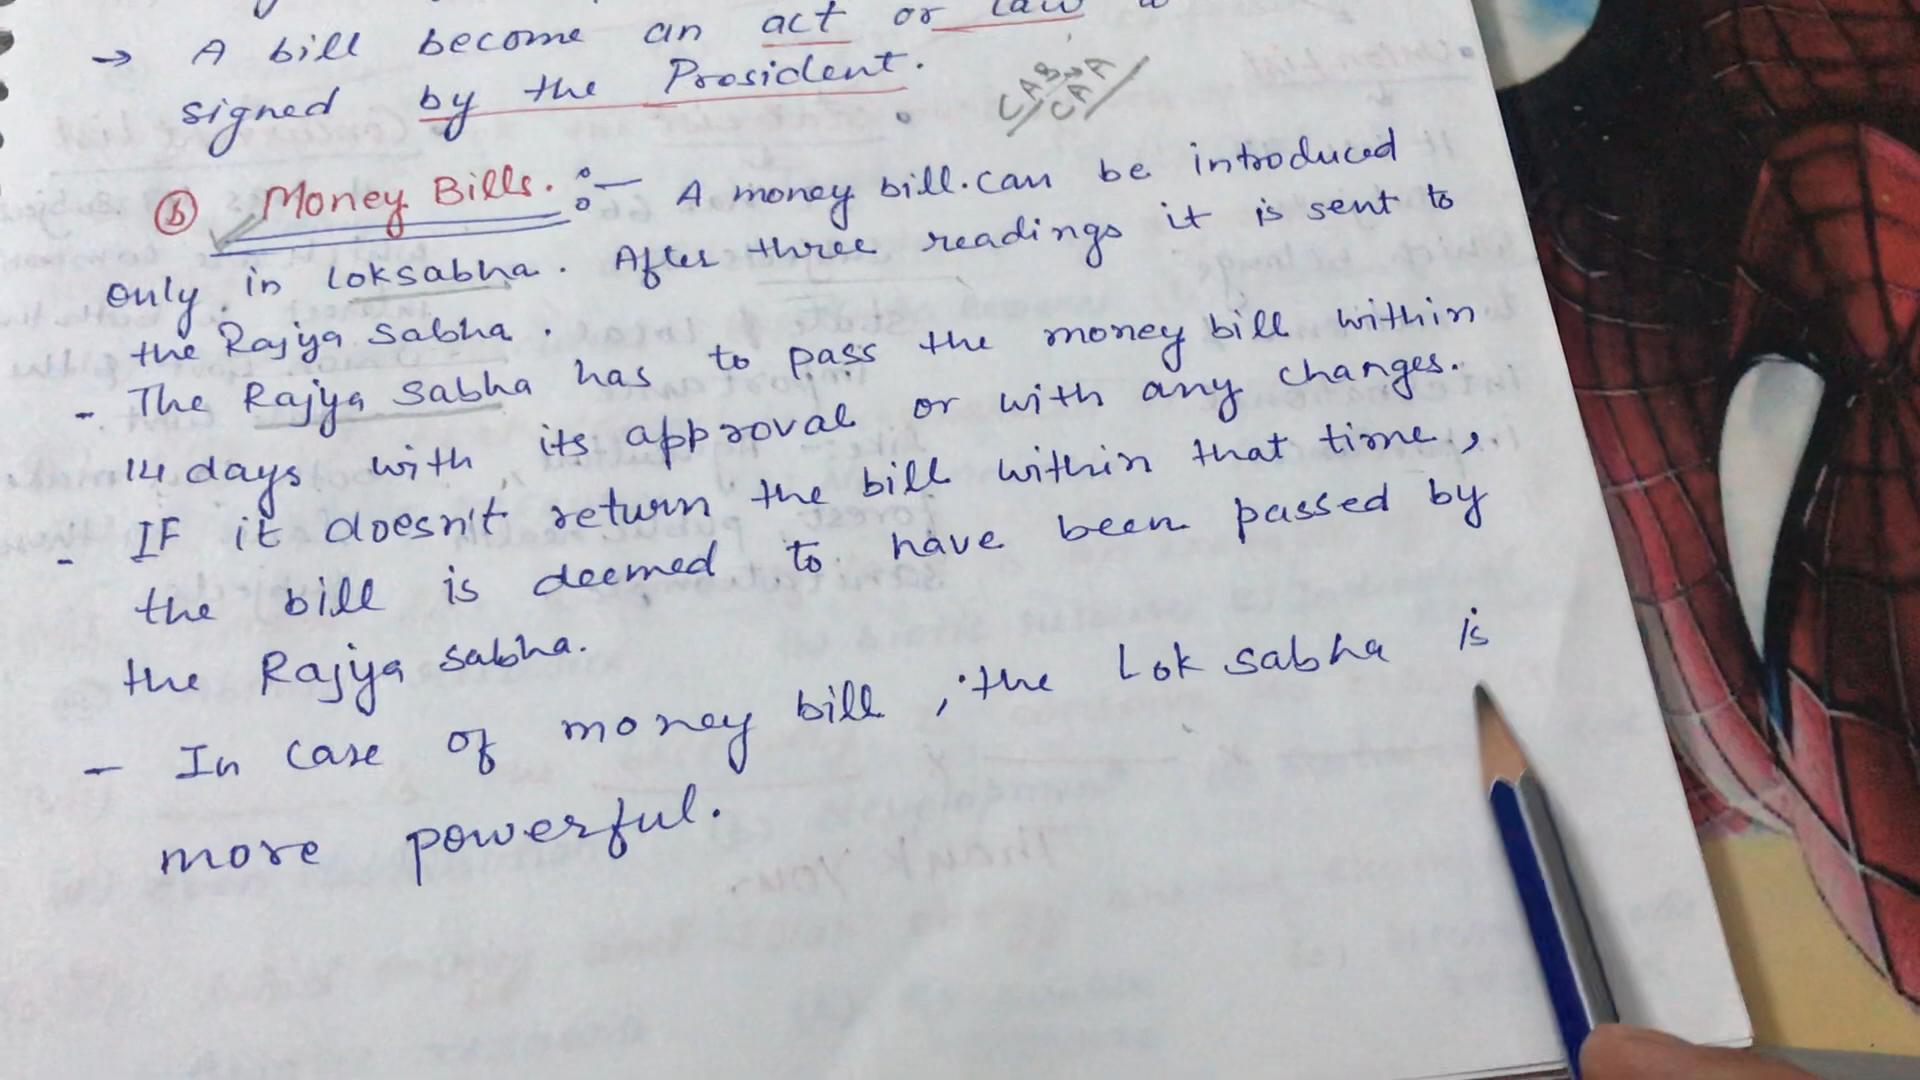 act or law
→ A bill become an
signed by the President.
CAB → CAA
(b) Money Bills. :- A money bill can be introduced
only in loksabha. After three readings it is sent to
the Rajya Sabha.
- The Rajya Sabha has to pass the money bill within
14 days with its approval or with any changes.
- IF it doesn't return the bill within that time,
the bill is deemed to have been passed by
the Rajya sabha.
- In case of money bill, the Lok sabha is
more powerful.